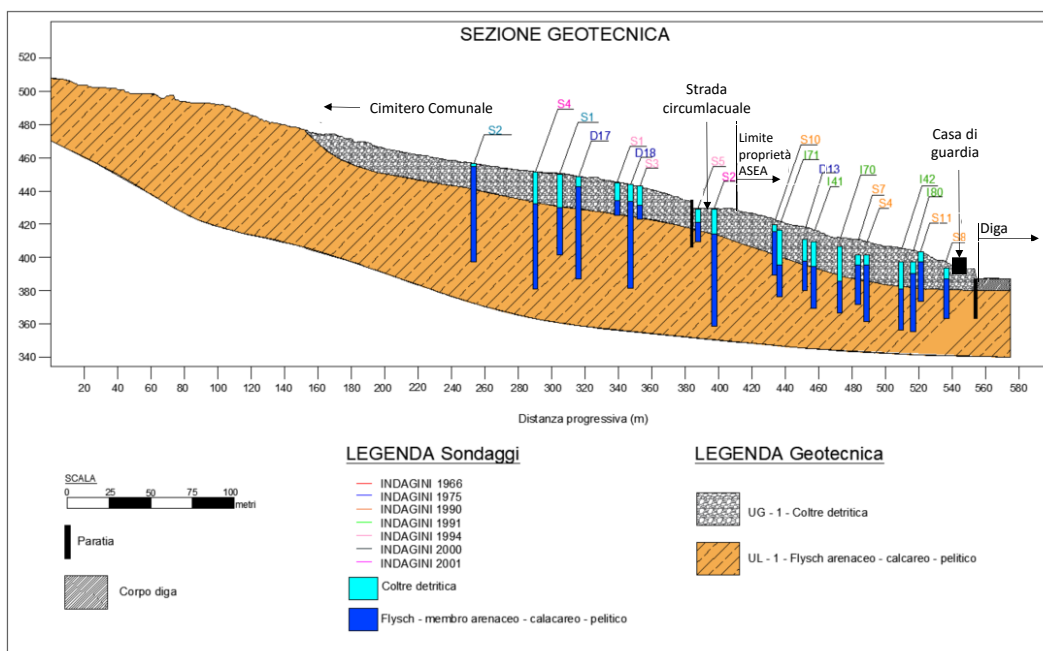 SEZIONE GEOTECNICA
520
500
480
460
440
420
400
380
360
340
Cimitero Comunale
Strada
circumlacuale
Limite
proprietà
ASEA
Casa di
guardia
Diga
S2
S4
S1
D17
S1
D18
S3
S5
S2
S10
I71
D13
I41
I70
S7
S4
I42
I80
S11
S8
20 40 60 80 100 120 140 160 180 200 220 240 260 280 300 320 340 360 380 400 420 440 460 480 500 520 540 560 580
Distanza progressiva (m)
SCALA
0 25 50 75 100
metri
Paratia
Corpo diga
LEGENDA Sondaggi
INDAGINI 1966
INDAGINI 1975
INDAGINI 1990
INDAGINI 1991
INDAGINI 1994
INDAGINI 2000
INDAGINI 2001
Coltre detritica
Flysch - membro arenaceo - calacareo - pelitico
LEGENDA Geotecnica
UG - 1 - Coltre detritica
UL - 1 - Flysch arenaceo - calcareo - pelitico